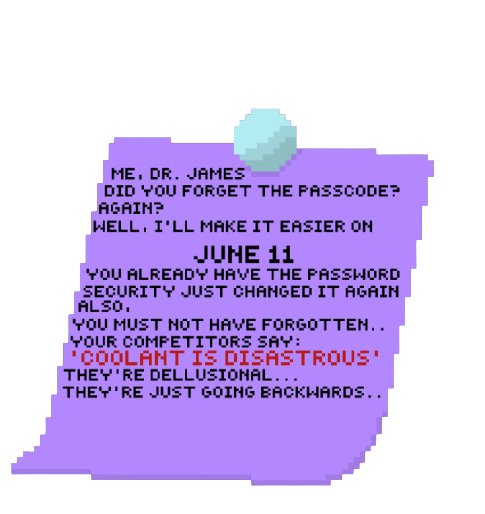 ME, DR. JAMES
DID YOU FORGET THE PASSCODE?
AGAIN?
WELL, I'LL MAKE IT EASIER ON
JUNE 11
YOU ALREADY HAVE THE PASSWORD
SECURITY JUST CHANGED IT AGAIN
ALSO,
YOU MUST NOT HAVE FORGOTTEN..
YOUR COMPETITORS SAY:
'COOLANT IS DISASTROUS'
THEY'RE DELLUSIONAL...
THEY'RE JUST GOING BACKWARDS..